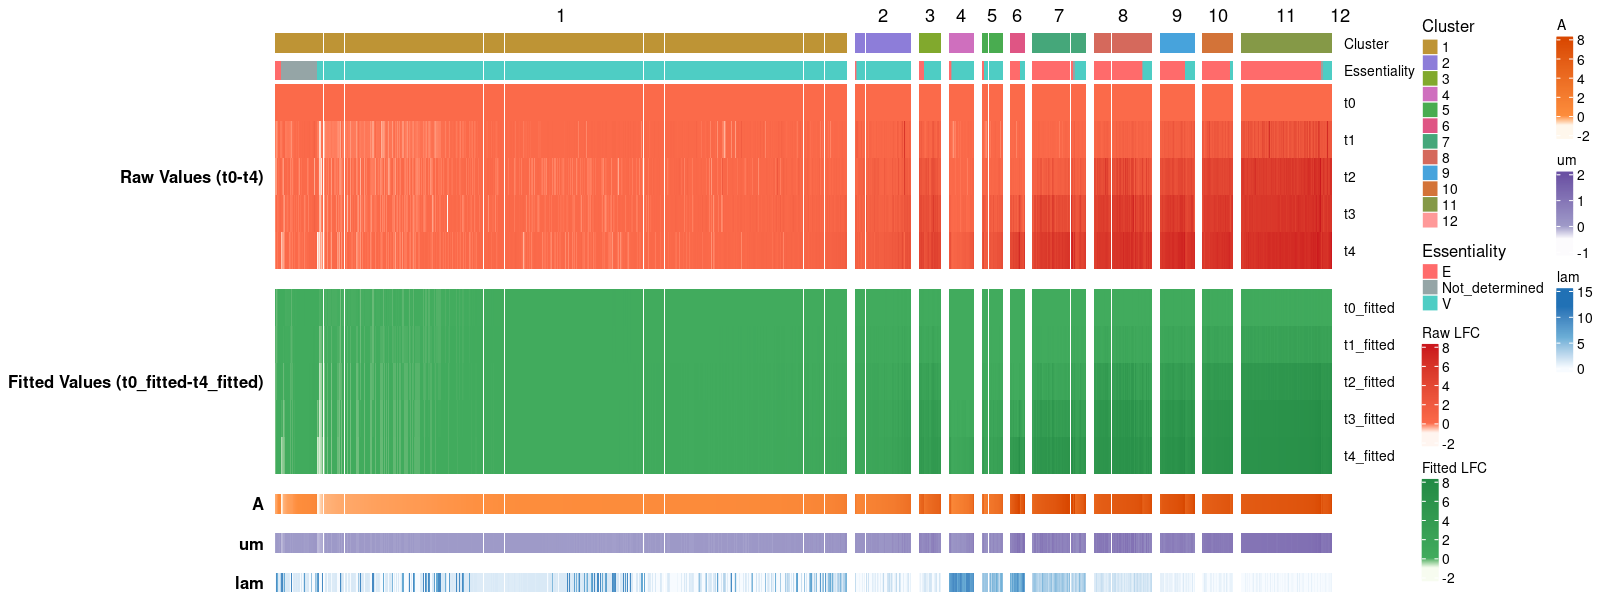 1 2 3 4 5 6 7 8 9 10 11 12
Cluster
Essentiality
Raw Values (t0-t4)
t0
t1
t2
t3
t4
Fitted Values (t0_fitted-t4_fitted)
t0_fitted
t1_fitted
t2_fitted
t3_fitted
t4_fitted
A
um
lam
Cluster
1
2
3
4
5
6
7
8
9
10
11
12
Essentiality
E
Not_determined
V
Raw LFC
8
6
4
2
0
-2
Fitted LFC
8
6
4
2
0
-2
A
8
6
4
2
0
-2
um
2
1
0
-1
lam
15
10
5
0